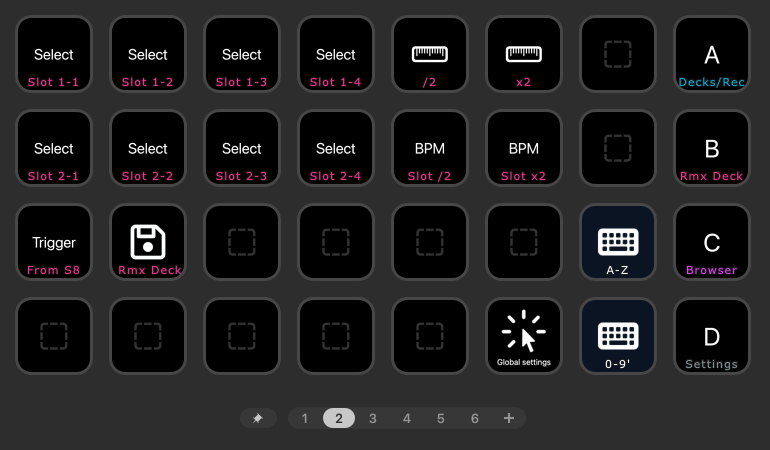 Select
Slot 1-1
Select
Slot 1-2
Select
Slot 1-3
Select
Slot 1-4
/2
x2
A
Decks/Rec
Select
Slot 2-1
Select
Slot 2-2
Select
Slot 2-3
Select
Slot 2-4
BPM
Slot /2
BPM
Slot x2
B
Rmx Deck
Trigger
From S8
Rmx Deck
A-Z
C
Browser
Global settings
0-9'
D
Settings
1 2 3 4 5 6 +